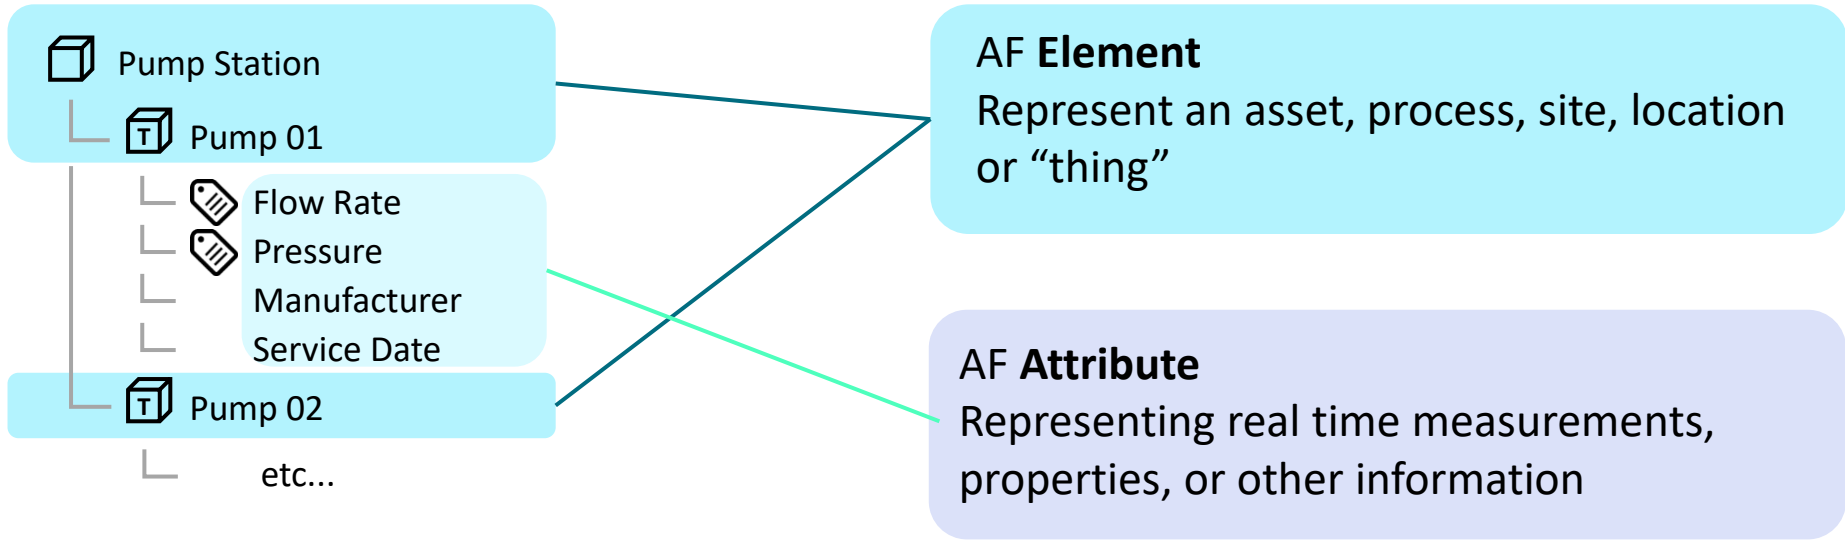 Pump Station
T Pump 01
Flow Rate
Pressure
Manufacturer
Service Date
T Pump 02
etc...
AF Element
Represent an asset, process, site, location
or “thing”
AF Attribute
Representing real time measurements,
properties, or other information